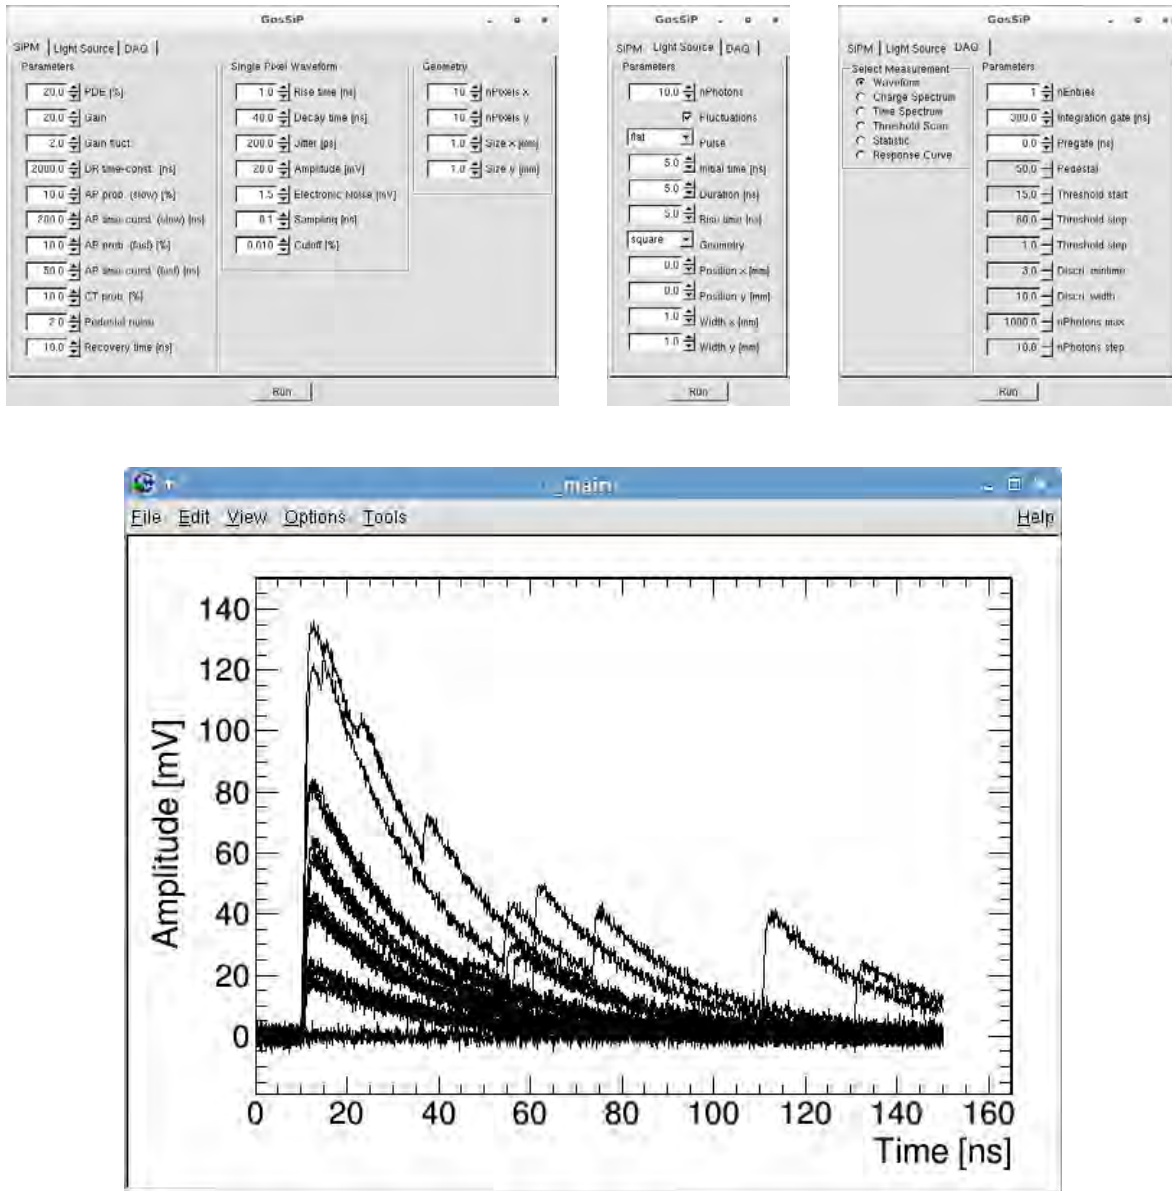 GosSiP
SiPM Light Source DAQ
Parameters
20.0 PDE [%]
20.0 Gain
2.0 Gain fluct.
2000.0 DR time-const. [ns]
10.0 AP prob. (slow) [%]
200.0 AP time-const. (slow) [ns]
10.0 AP prob. (fast) [%]
50.0 AP time-const. (fast) [ns]
10.0 CT prob. [%]
2.0 Pedestal noise
10.0 Recovery time [ns]
Single Pixel Waveform
1.0 Rise time [ns]
40.0 Decay time [ns]
200.0 Jitter [ps]
20.0 Amplitude [mV]
1.5 Electronic Noise [mV]
0.1 Sampling [ns]
0.010 Cutoff [%]
Geometry
10 nPixels x
10 nPixels y
1.0 Size x [mm]
1.0 Size y [mm]
Run
GosSiP
SiPM Light Source DAQ
Parameters
10.0 nPhotons
Fluctuations
flat Pulse
5.0 Initial time [ns]
5.0 Duration [ns]
5.0 Rise time [ns]
square Geometry
0.0 Position x [mm]
0.0 Position y [mm]
1.0 Width x [mm]
1.0 Width y [mm]
Run
GosSiP
SiPM Light Source DAQ
Select Measurement
Waveform
Charge Spectrum
Time Spectrum
Threshold Scan
Statistic
Response Curve
Parameters
1 nEntries
300.0 Integration gate [ns]
0.0 Pregate [ns]
50.0 Pedestal
15.0 Threshold start
Threshold stop
1.0 Threshold step
3.0 Discri. mintime
10.0 Discri. width
1000.0 nPhotons max
10.0 nPhotons step
Run
_main
File Edit View Options Tools Help
140
120
100
80
60
40
20
0
Amplitude [mV]
0 20 40 60 80 100 120 140 160
Time [ns]